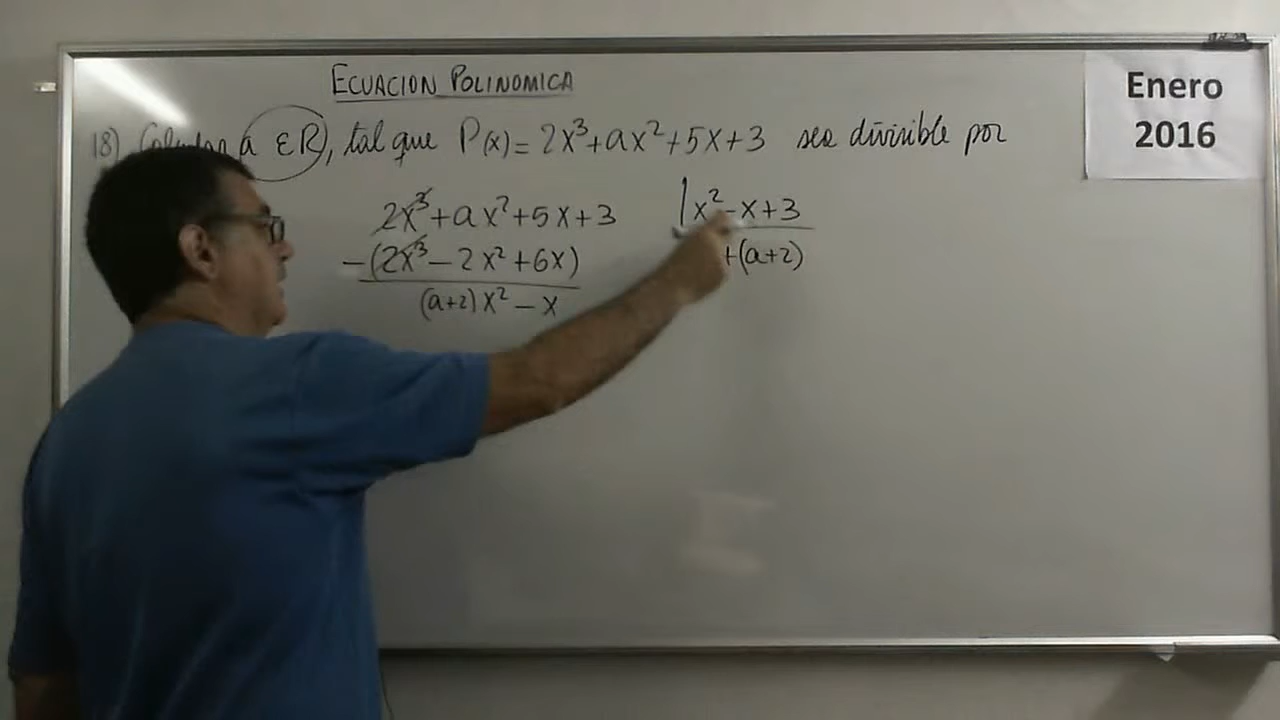 ECUACION POLINOMICA
Enero
2016
18) a ∈R), tal que P(x)= 2x³+ax²+5x+3 sea divisible por
2x³+ax²+5x+3 |x²-x+3
-(2x³-2x²+6x) +(a+2)
(a+2)x²-x